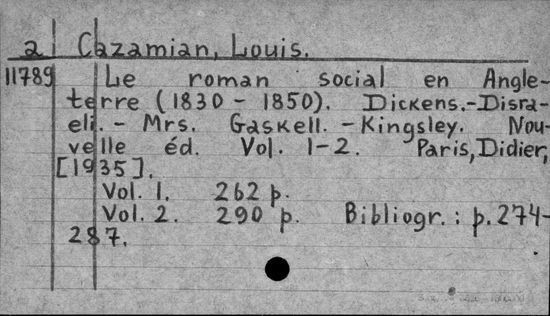 a Cazamian, Louis.
11789 Le roman social en Angle-
terre (1830 - 1850). Dickens.-Disra-
eli. - Mrs. Gaskell. - Kingsley. Nou-
velle éd. Vol. 1-2. Paris, Didier,
[1935].
Vol. 1. 262 p.
Vol. 2. 290 p. Bibliogr.: p. 274-
287.